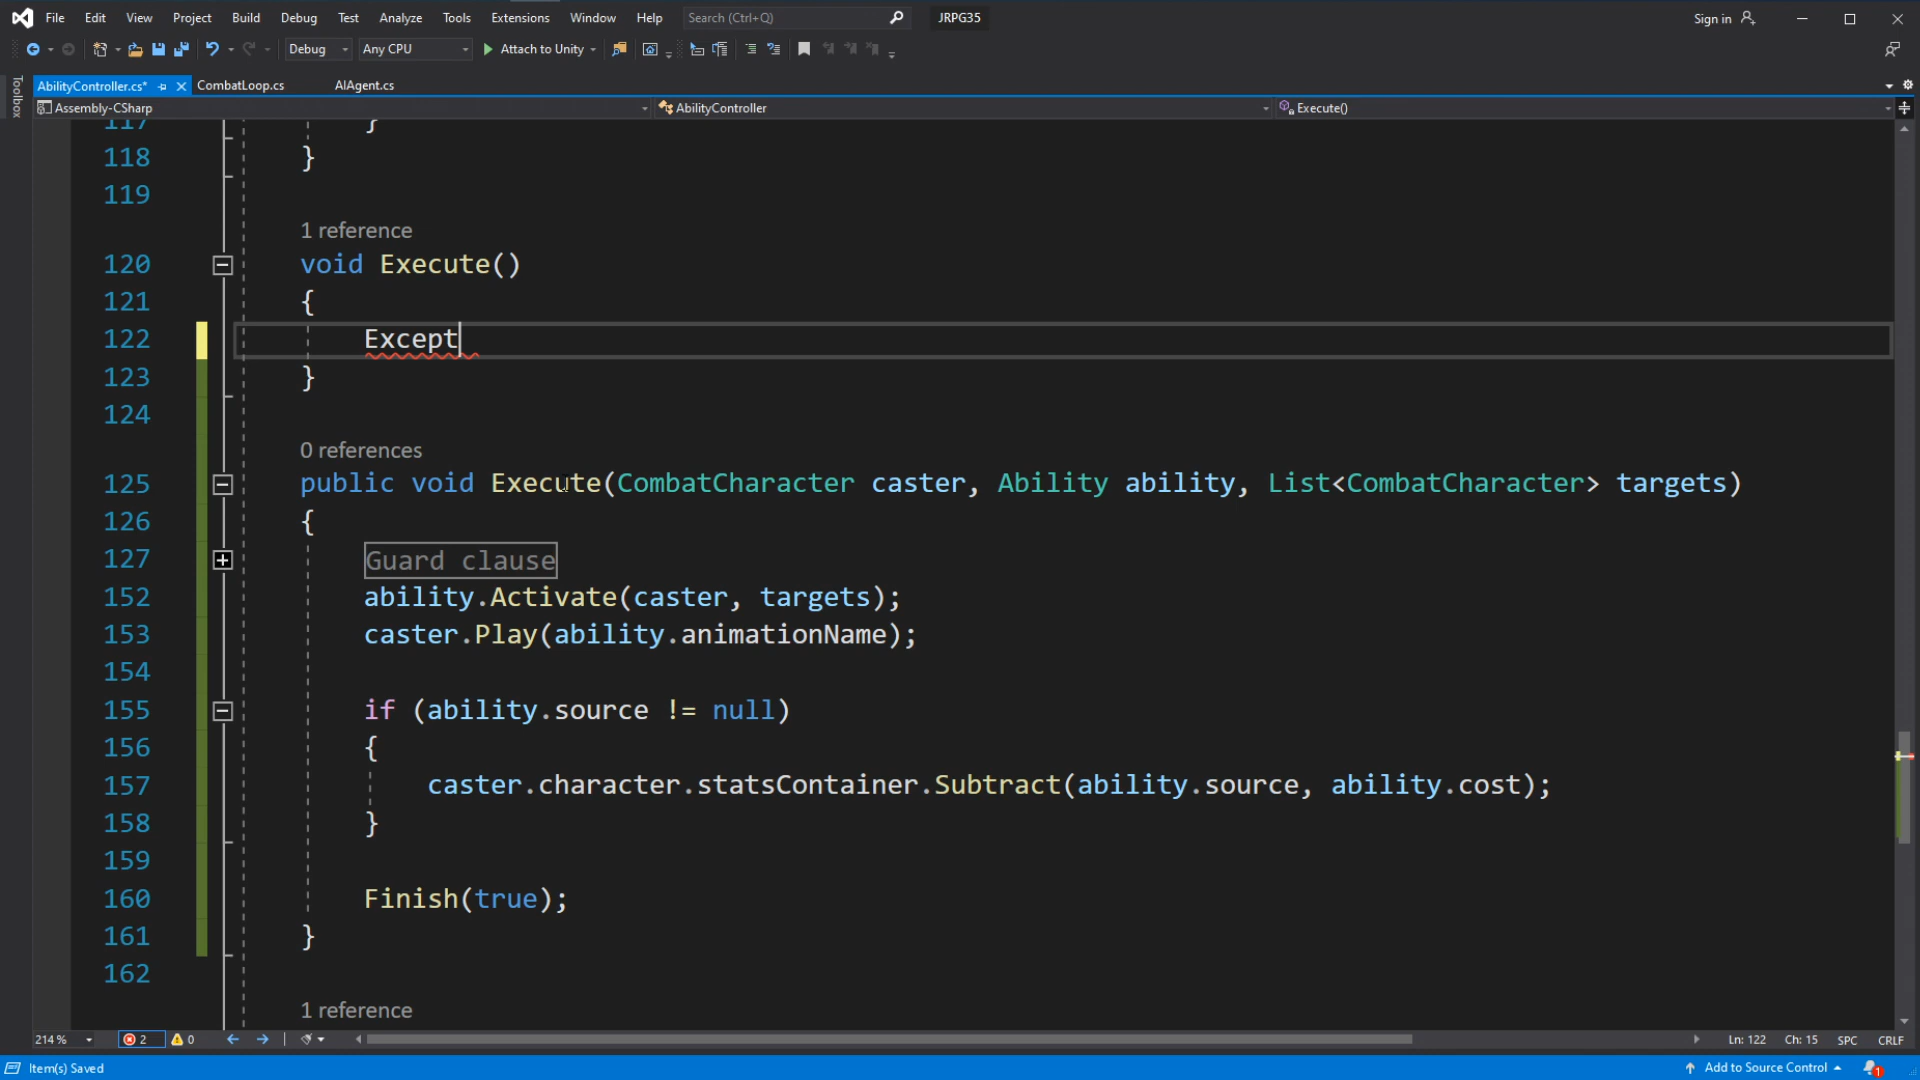 File Edit View Project Build Debug Test Analyze Tools Extensions Window Help Search (Ctrl+Q) JRPG35 Sign in
Debug Any CPU Attach to Unity
Toolbox
AbilityController.cs* CombatLoop.cs AIAgent.cs
Assembly-CSharp AbilityController Execute()
117 }
118 }
119
1 reference
120 void Execute()
121 {
122 Except
123 }
124
0 references
125 public void Execute(CombatCharacter caster, Ability ability, List<CombatCharacter> targets)
126 {
127 Guard clause
152 ability.Activate(caster, targets);
153 caster.Play(ability.animationName);
154
155 if (ability.source != null)
156 {
157 caster.character.statsContainer.Subtract(ability.source, ability.cost);
158 }
159
160 Finish(true);
161 }
162
1 reference
214 % 2 0 Ln: 122 Ch: 15 SPC CRLF
Item(s) Saved Add to Source Control 1